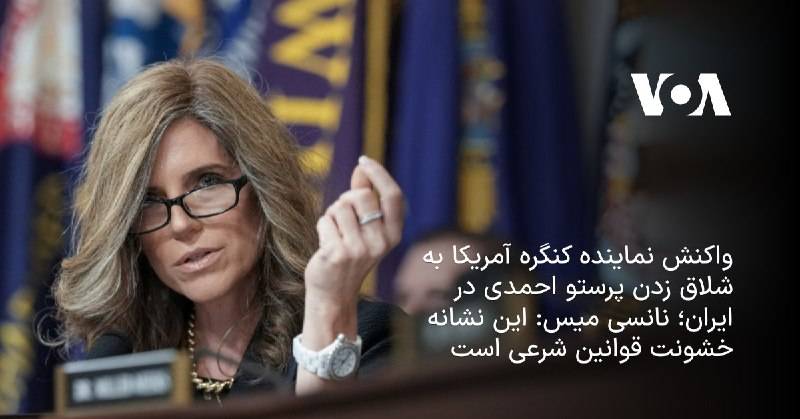 WI
VOA
واکنش نماینده کنگره آمریکا به
شلاق زدن پرستو احمدی در
ایران؛ نانسی میس: این نشانه
خشونت قوانین شرعی است